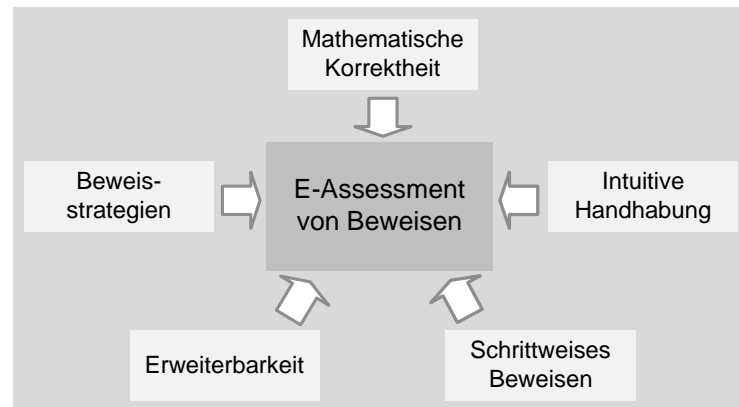 Mathematische
Korrektheit
Beweis-
strategien
E-Assessment
von Beweisen
Intuitive
Handhabung
Erweiterbarkeit
Schrittweises
Beweisen